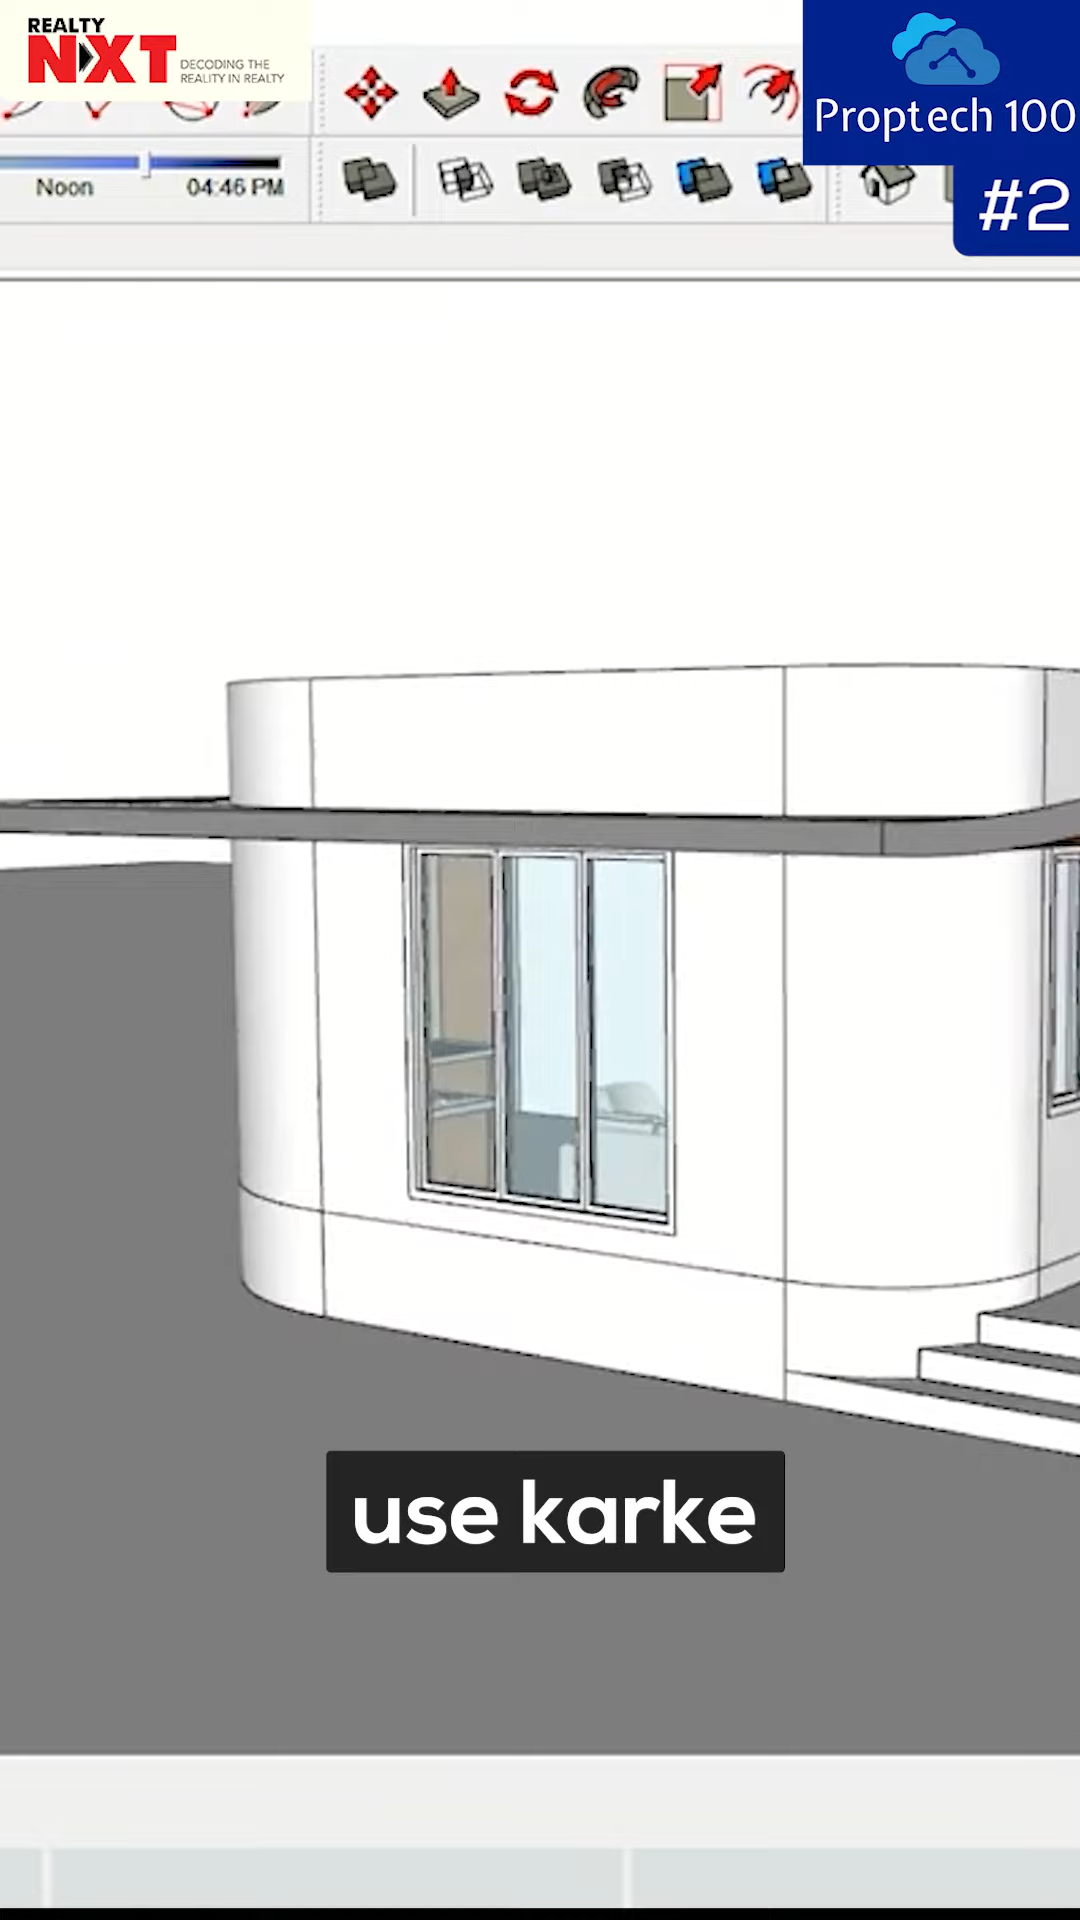 REALTY
NXT
DECODING THE
REALITY IN REALTY
Proptech 100
#2
Noon
04:46 PM
use karke